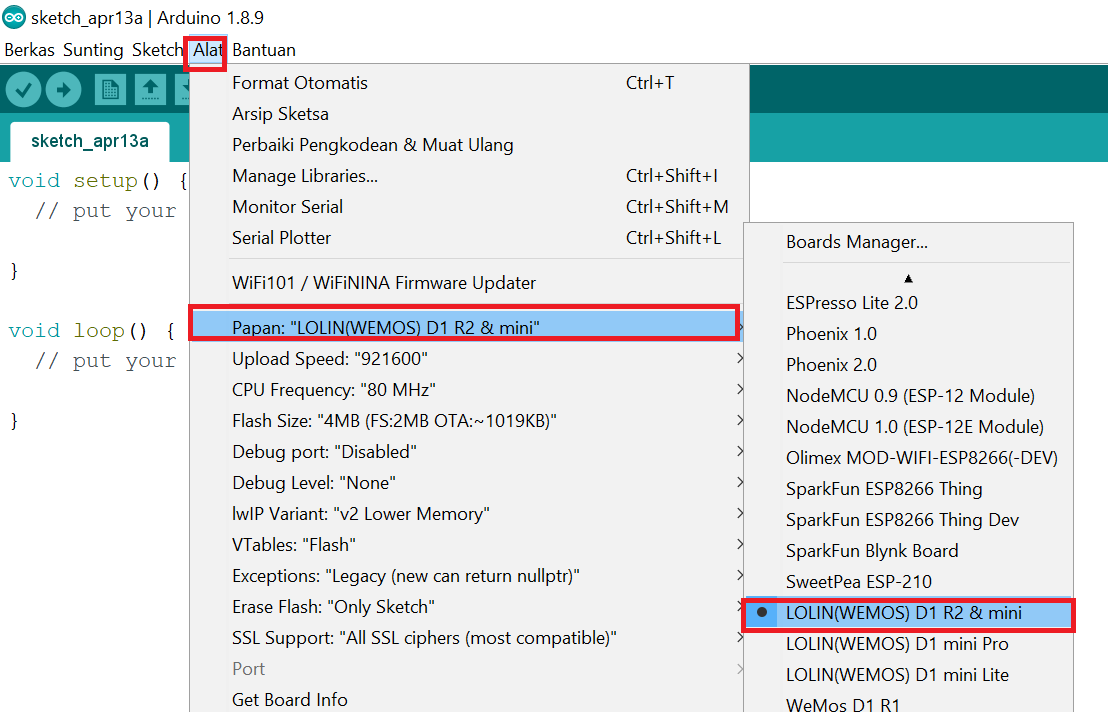 sketch_apr13a | Arduino 1.8.9
Berkas Sunting Sketch Alat Bantuan
sketch_apr13a
void setup() {
// put your
}
void loop() {
// put your
}
Format Otomatis Ctrl+T
Arsip Sketsa
Perbaiki Pengkodean & Muat Ulang
Manage Libraries... Ctrl+Shift+I
Monitor Serial Ctrl+Shift+M
Serial Plotter Ctrl+Shift+L
WiFi101 / WiFiNINA Firmware Updater
Papan: "LOLIN(WEMOS) D1 R2 & mini"
Upload Speed: "921600"
CPU Frequency: "80 MHz"
Flash Size: "4MB (FS:2MB OTA:~1019KB)"
Debug port: "Disabled"
Debug Level: "None"
lwIP Variant: "v2 Lower Memory"
VTables: "Flash"
Exceptions: "Legacy (new can return nullptr)"
Erase Flash: "Only Sketch"
SSL Support: "All SSL ciphers (most compatible)"
Port
Get Board Info
Boards Manager...
ESPresso Lite 2.0
Phoenix 1.0
Phoenix 2.0
NodeMCU 0.9 (ESP-12 Module)
NodeMCU 1.0 (ESP-12E Module)
Olimex MOD-WIFI-ESP8266(-DEV)
SparkFun ESP8266 Thing
SparkFun ESP8266 Thing Dev
SparkFun Blynk Board
SweetPea ESP-210
LOLIN(WEMOS) D1 R2 & mini
LOLIN(WEMOS) D1 mini Pro
LOLIN(WEMOS) D1 mini Lite
WeMos D1 R1